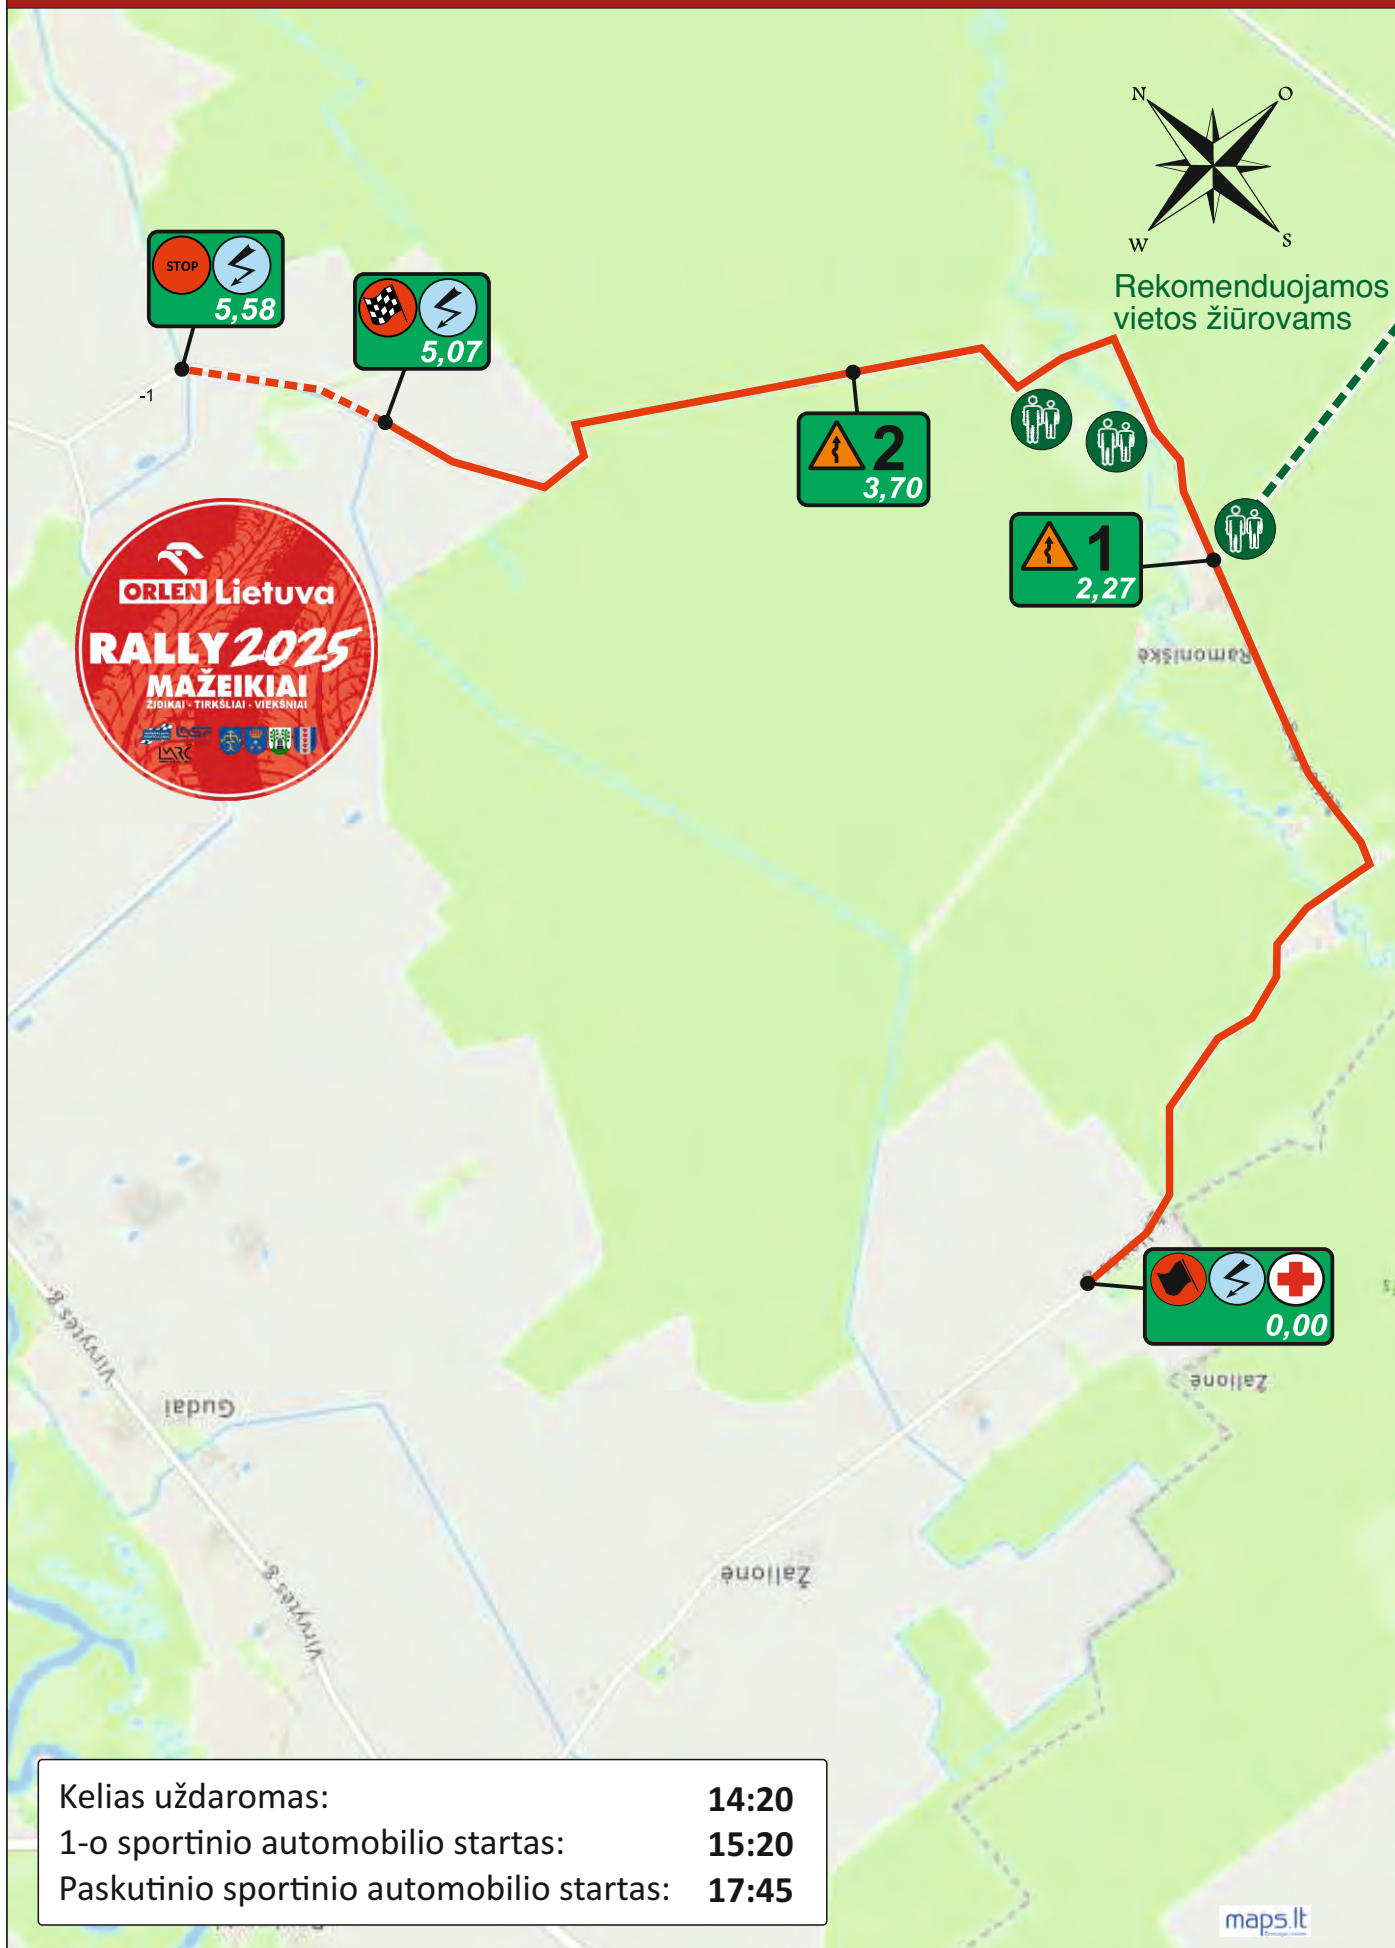 N
O
W
S
Rekomenduojamos
vietos žiūrovams
STOP
5,58
5,07
-1
2
3,70
1
2,27
Ramoniškė
ORLEN Lietuva
RALLY 2025
MAŽEIKIAI
ŽIDIKAI - TIRKŠLIAI - VIEKŠNIAI
LASF
LARČ
0,00
Žalionė
Virvytės g.
Gudai
Virvytės g.
Žalionė
Kelias uždaromas: 14:20
1-o sportinio automobilio startas: 15:20
Paskutinio sportinio automobilio startas: 17:45
maps.lt